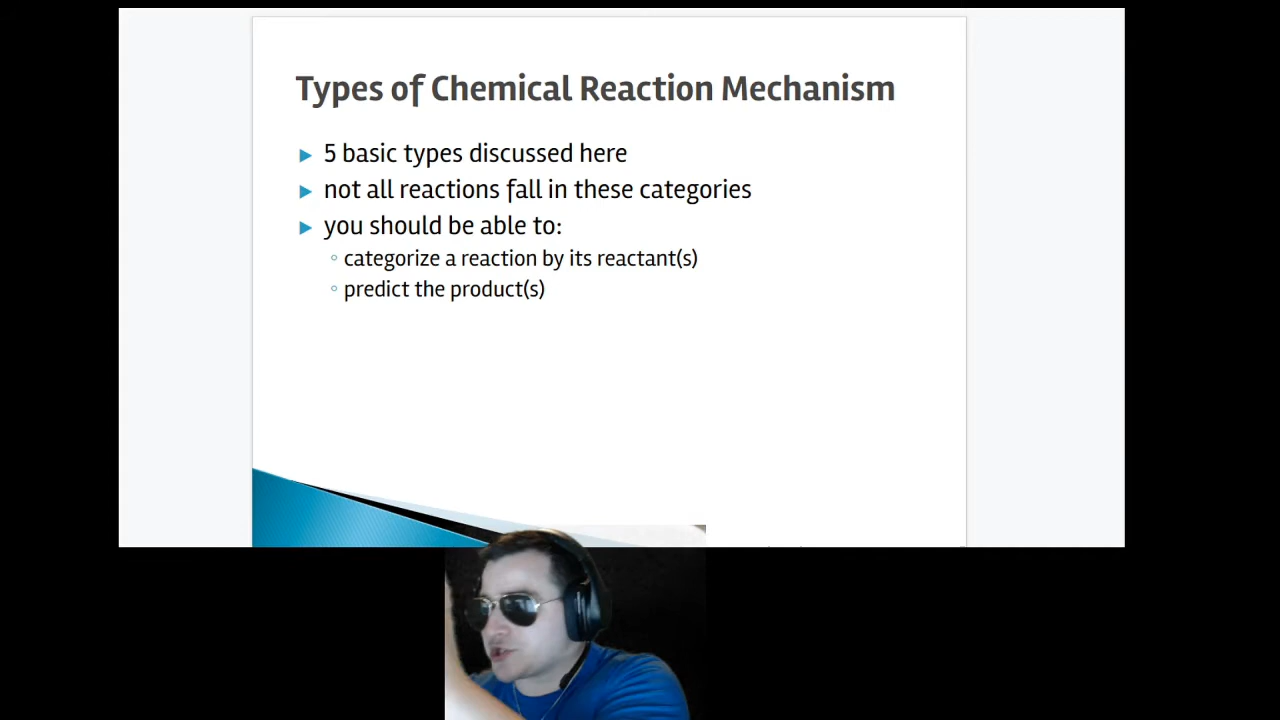 Types of Chemical Reaction Mechanism
5 basic types discussed here
not all reactions fall in these categories
you should be able to:
categorize a reaction by its reactant(s)
predict the product(s)